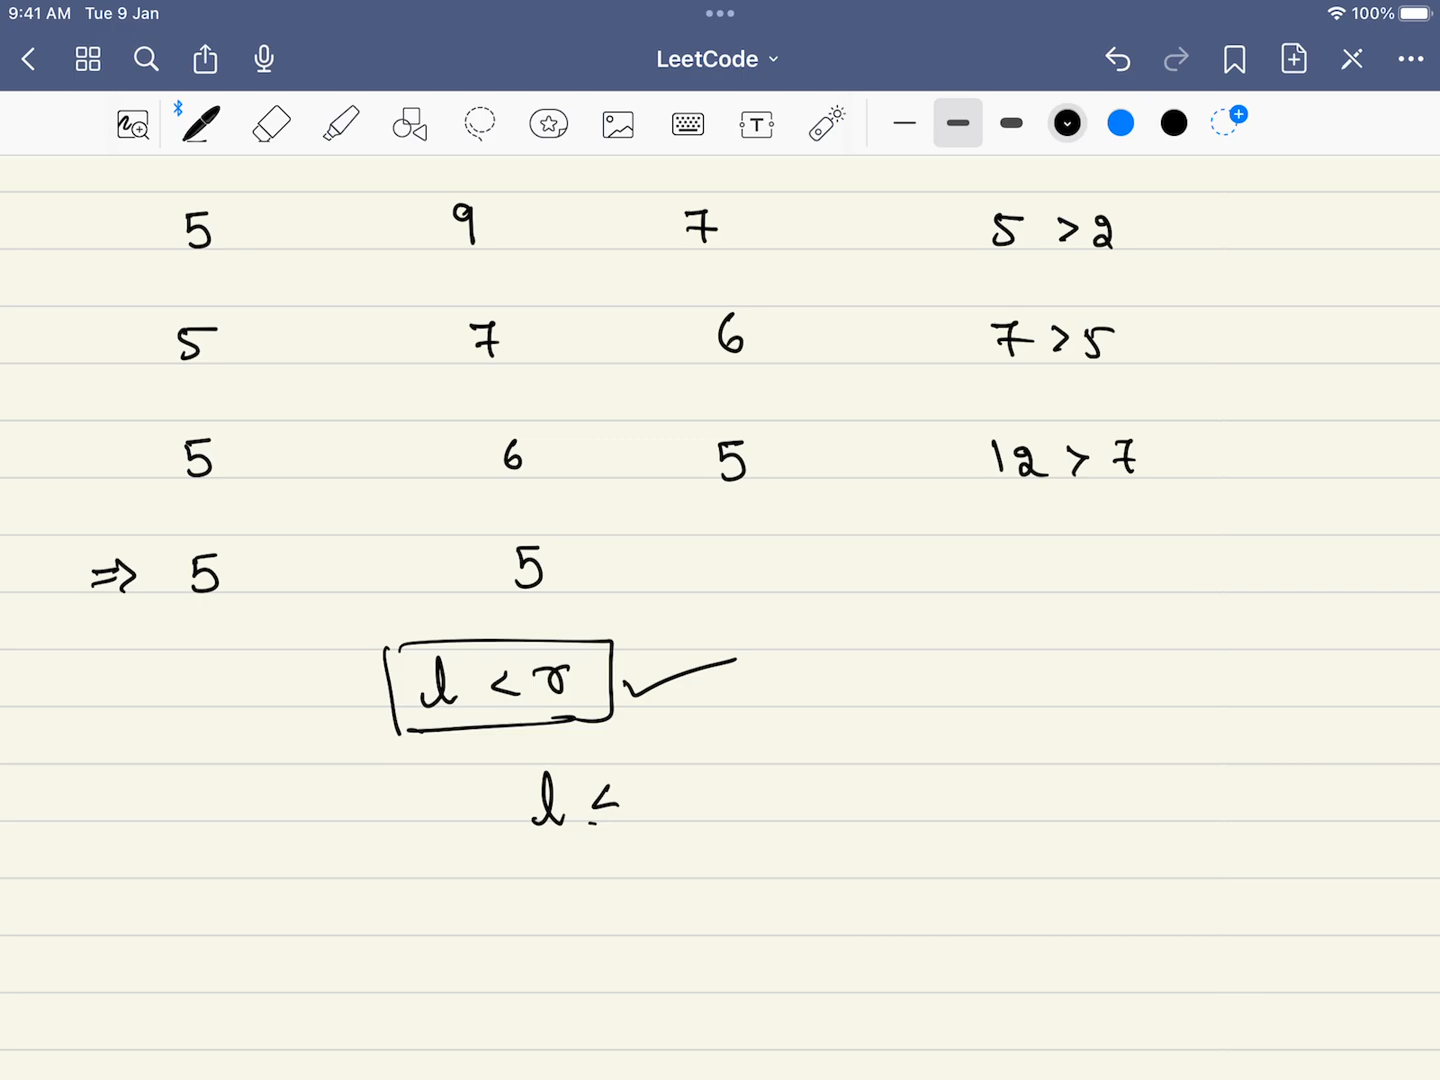 9:41 AM Tue 9 Jan 100%
LeetCode
T
5 9 7 5 > 2
5 7 6 7 > 5
5 6 5 12 > 7
⇒ 5 5
l < r
l ≤